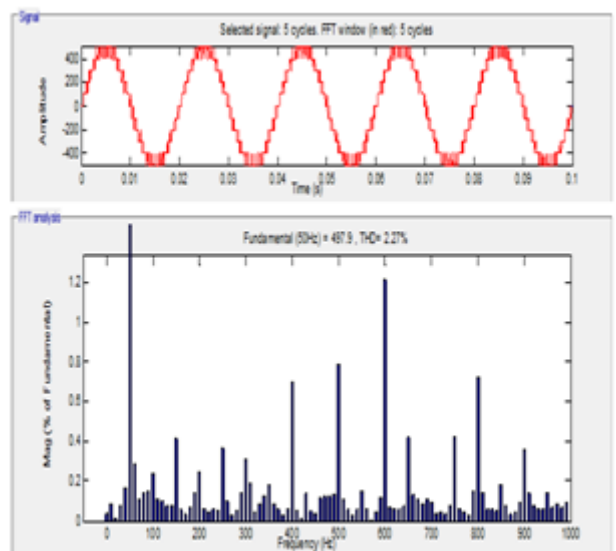 Signal
Selected signal: 5 cycles. FFT window (in red): 5 cycles
400
200
0
-200
-400
Amplitude
0 0.01 0.02 0.03 0.04 0.05 0.06 0.07 0.08 0.09 0.1
Time (s)
FFT analysis
Fundamental (50Hz) = 497.9 , THD= 2.27%
1.2
1
0.8
0.6
0.4
0.2
0
Mag (% of Fundamental)
0 100 200 300 400 500 600 700 800 900 1000
Frequency (Hz)